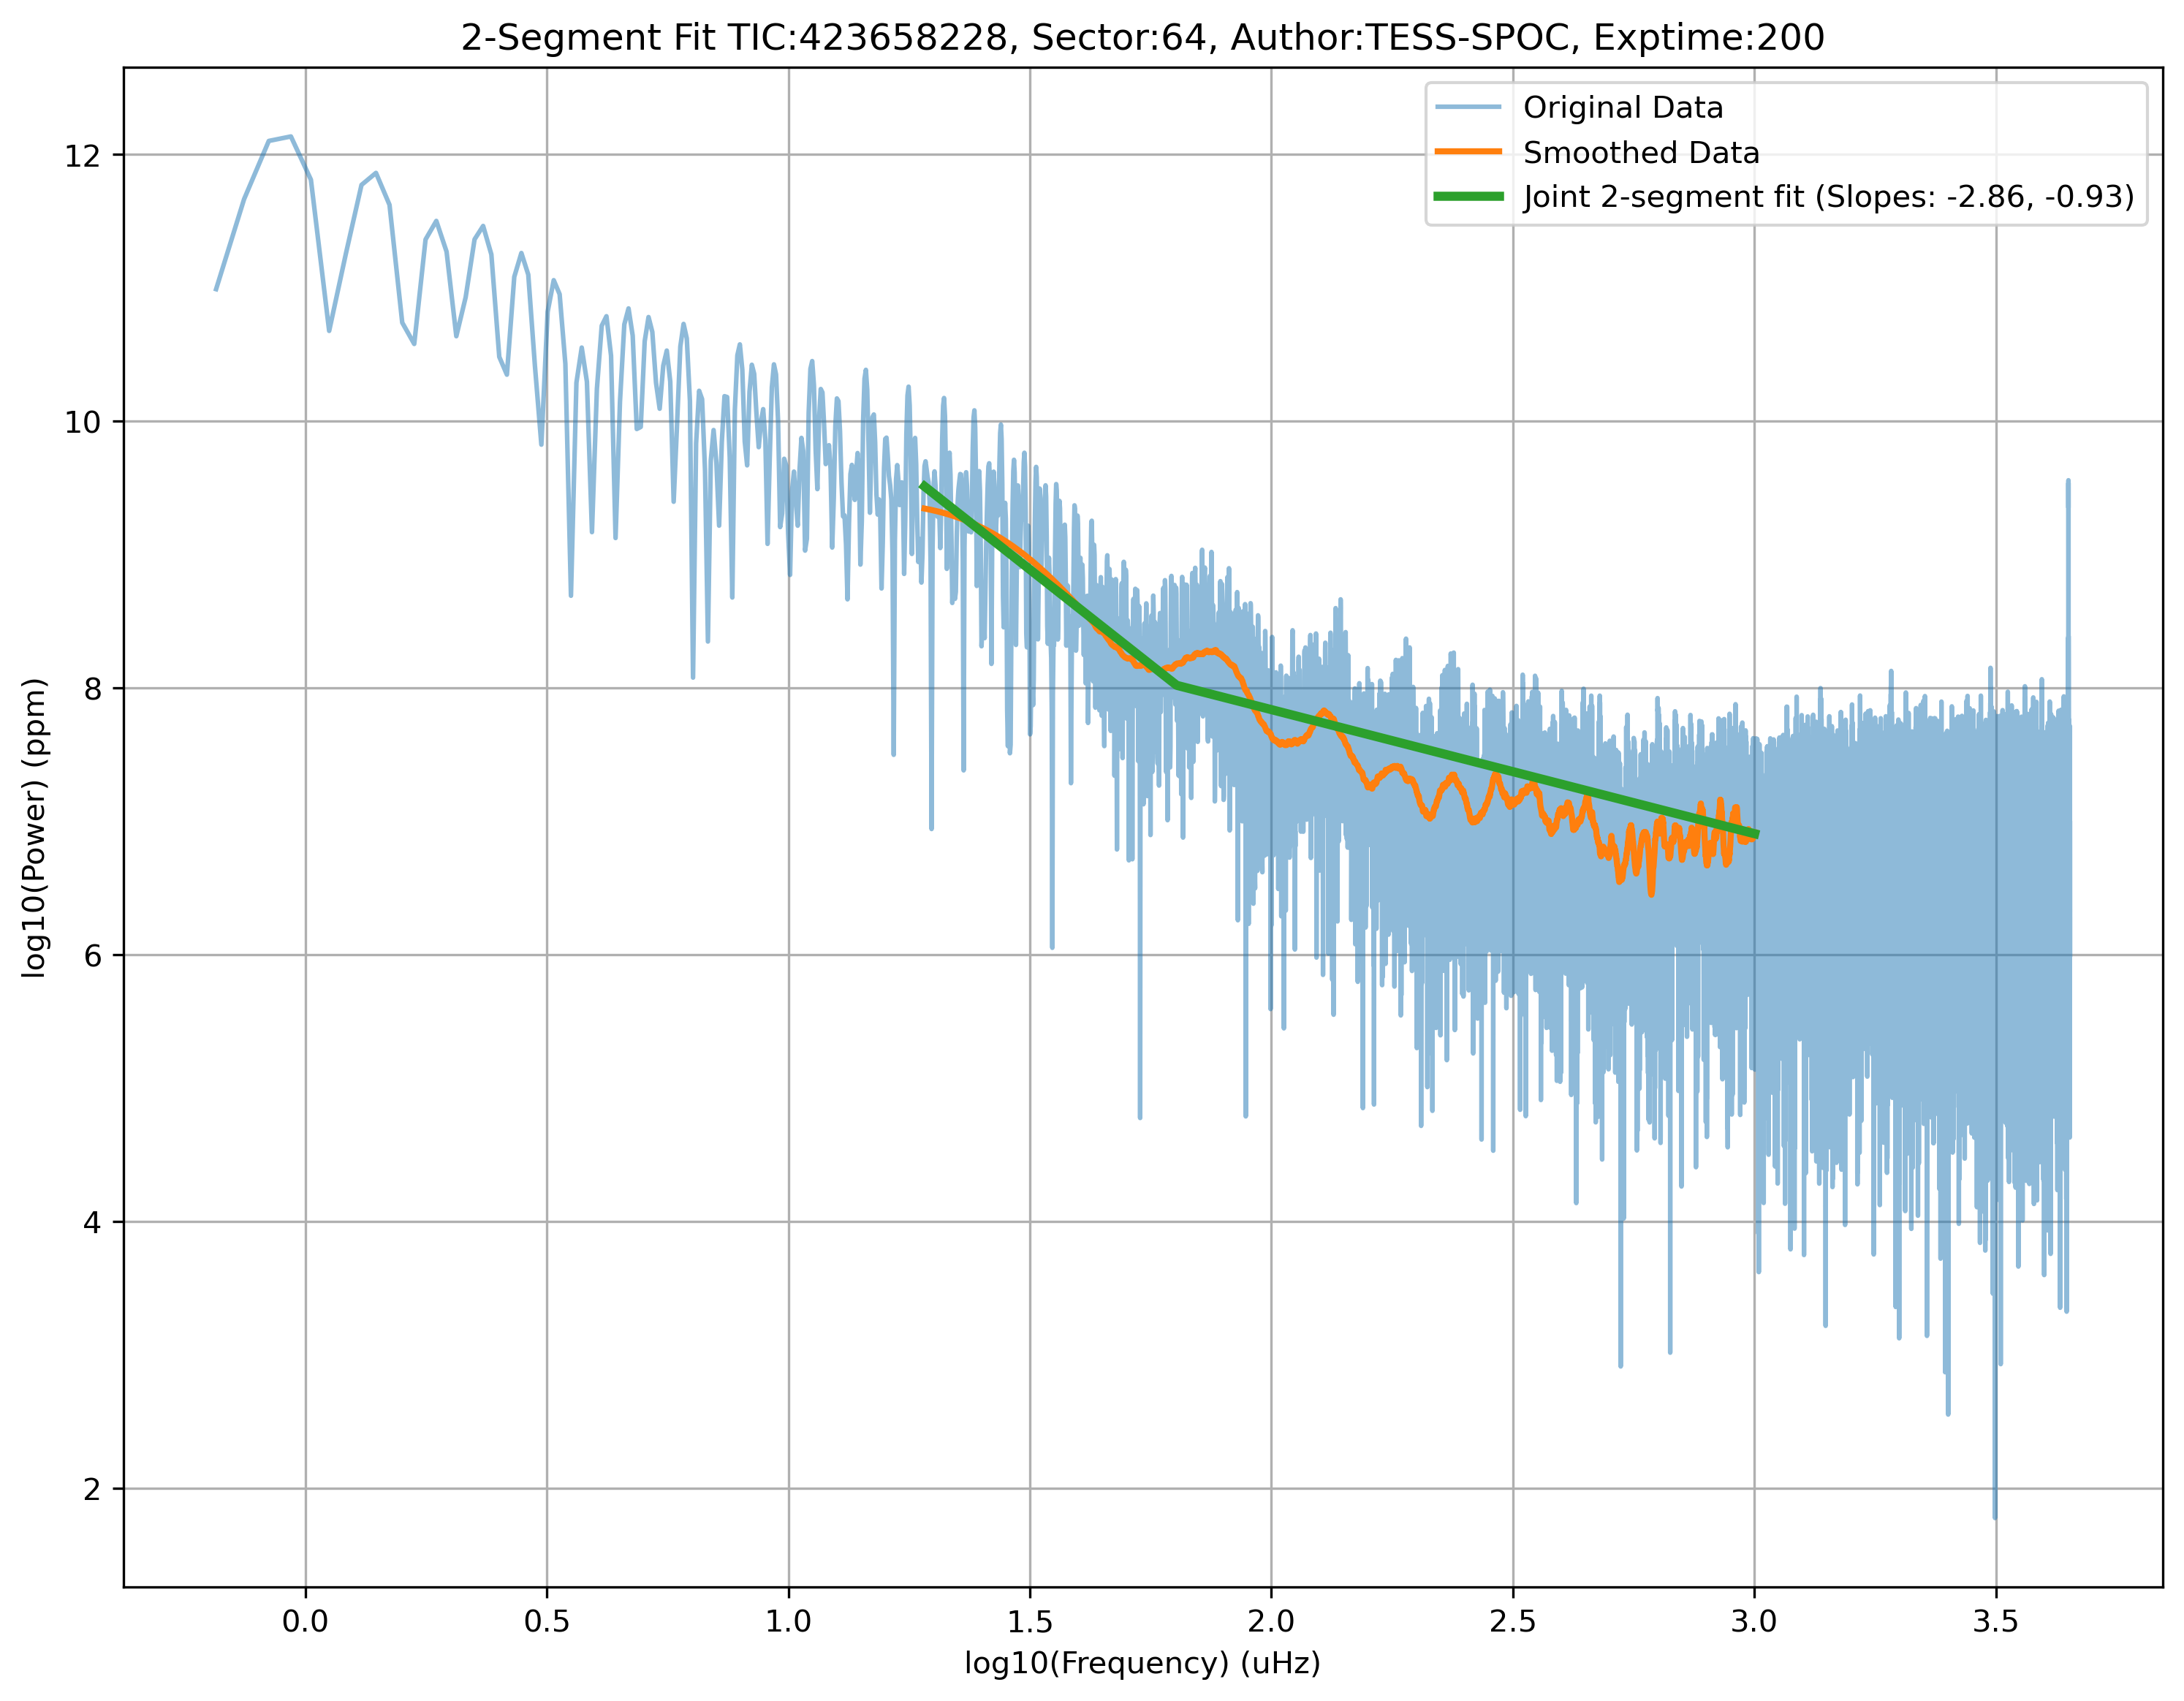 2-Segment Fit TIC:423658228, Sector:64, Author:TESS-SPOC, Exptime:200
Original Data
Smoothed Data
Joint 2-segment fit (Slopes: -2.86, -0.93)
log10(Power) (ppm)
12
10
8
6
4
2
0.0 0.5 1.0 1.5 2.0 2.5 3.0 3.5
log10(Frequency) (uHz)